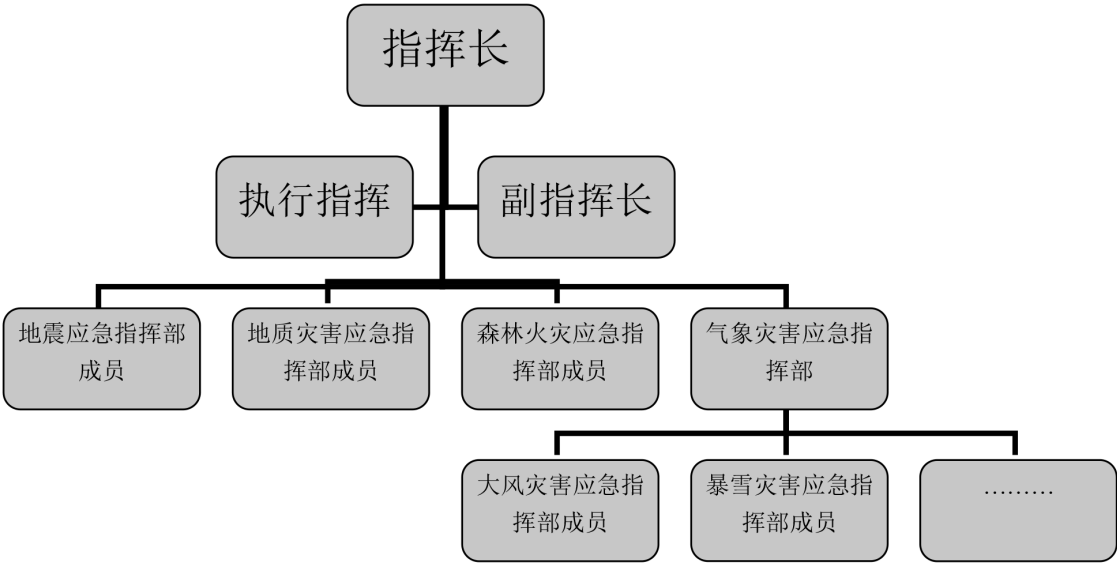 指挥长
执行指挥
副指挥长
地震应急指挥部
成员
地质灾害应急指
挥部成员
森林火灾应急指
挥部成员
气象灾害应急指
挥部
大风灾害应急指
挥部成员
暴雪灾害应急指
挥部成员
………